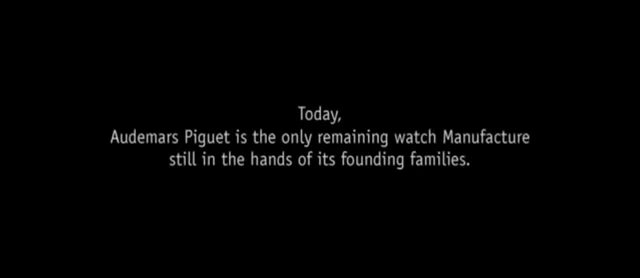 Today,
Audemars Piguet is the only remaining watch Manufacture
still in the hands of its founding families.